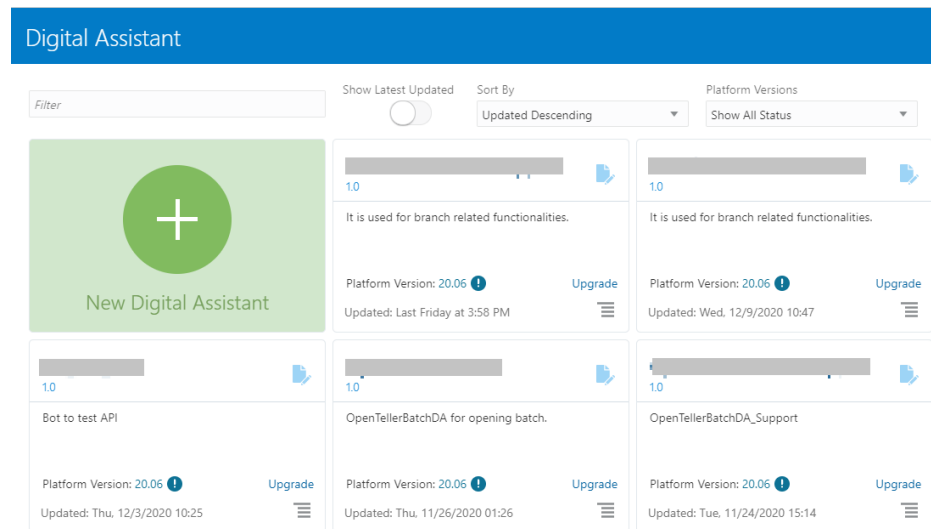 Digital Assistant
Filter
Show Latest Updated
Sort By
Updated Descending
Platform Versions
Show All Status
New Digital Assistant
1.0
It is used for branch related functionalities.
Platform Version: 20.06
Upgrade
Updated: Last Friday at 3:58 PM
1.0
It is used for branch related functionalities.
Platform Version: 20.06
Upgrade
Updated: Wed, 12/9/2020 10:47
1.0
Bot to test API
Platform Version: 20.06
Upgrade
Updated: Thu, 12/3/2020 10:25
1.0
OpenTellerBatchDA for opening batch.
Platform Version: 20.06
Upgrade
Updated: Thu, 11/26/2020 01:26
1.0
OpenTellerBatchDA_Support
Platform Version: 20.06
Upgrade
Updated: Tue, 11/24/2020 15:14